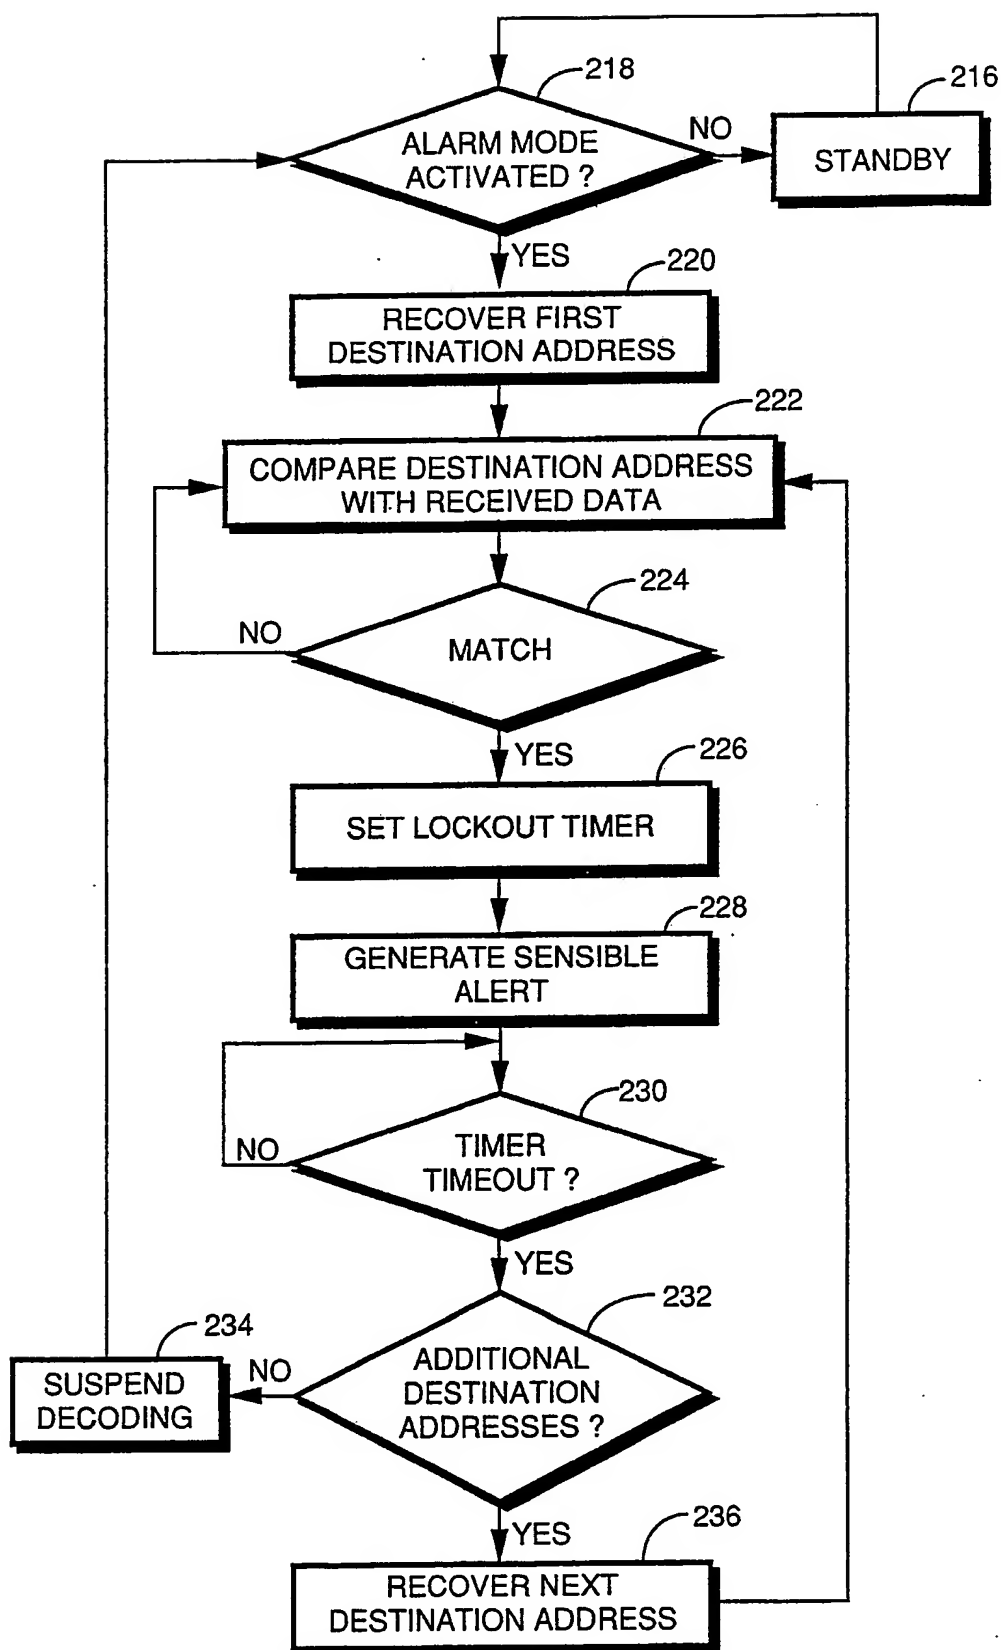 218
216
ALARM MODE
ACTIVATED ?
NO
STANDBY
YES
220
RECOVER FIRST
DESTINATION ADDRESS
222
COMPARE DESTINATION ADDRESS
WITH RECEIVED DATA
224
NO
MATCH
YES
226
SET LOCKOUT TIMER
228
GENERATE SENSIBLE
ALERT
230
NO
TIMER
TIMEOUT ?
YES
232
234
NO
ADDITIONAL
DESTINATION
ADDRESSES ?
SUSPEND
DECODING
YES
236
RECOVER NEXT
DESTINATION ADDRESS